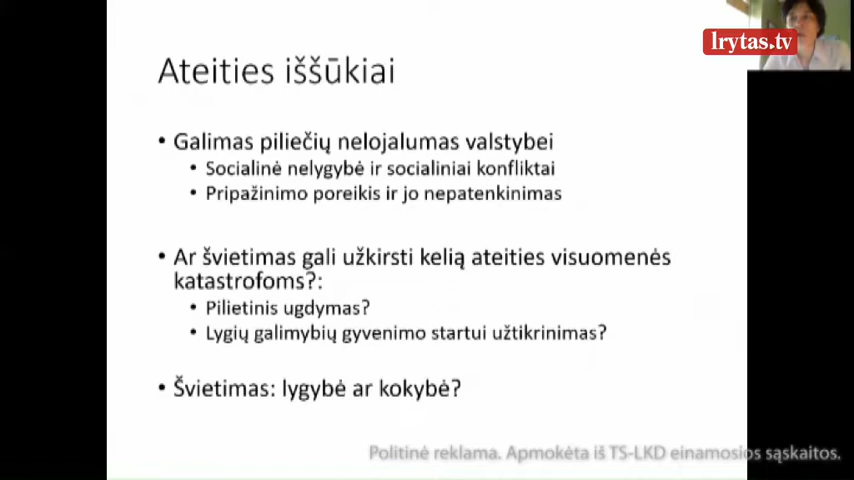 lrytas.tv
Ateities iššūkiai
• Galimas piliečių nelojalumas valstybei
• Socialinė nelygybė ir socialiniai konfliktai
• Pripažinimo poreikis ir jo nepatenkinimas
• Ar švietimas gali užkirsti kelią ateities visuomenės
katastrofoms?:
• Pilietinis ugdymas?
• Lygių galimybių gyvenimo startui užtikrinimas?
• Švietimas: lygybė ar kokybė?
Politinė reklama. Apmokėta iš TS-LKD einamosios sąskaitos.